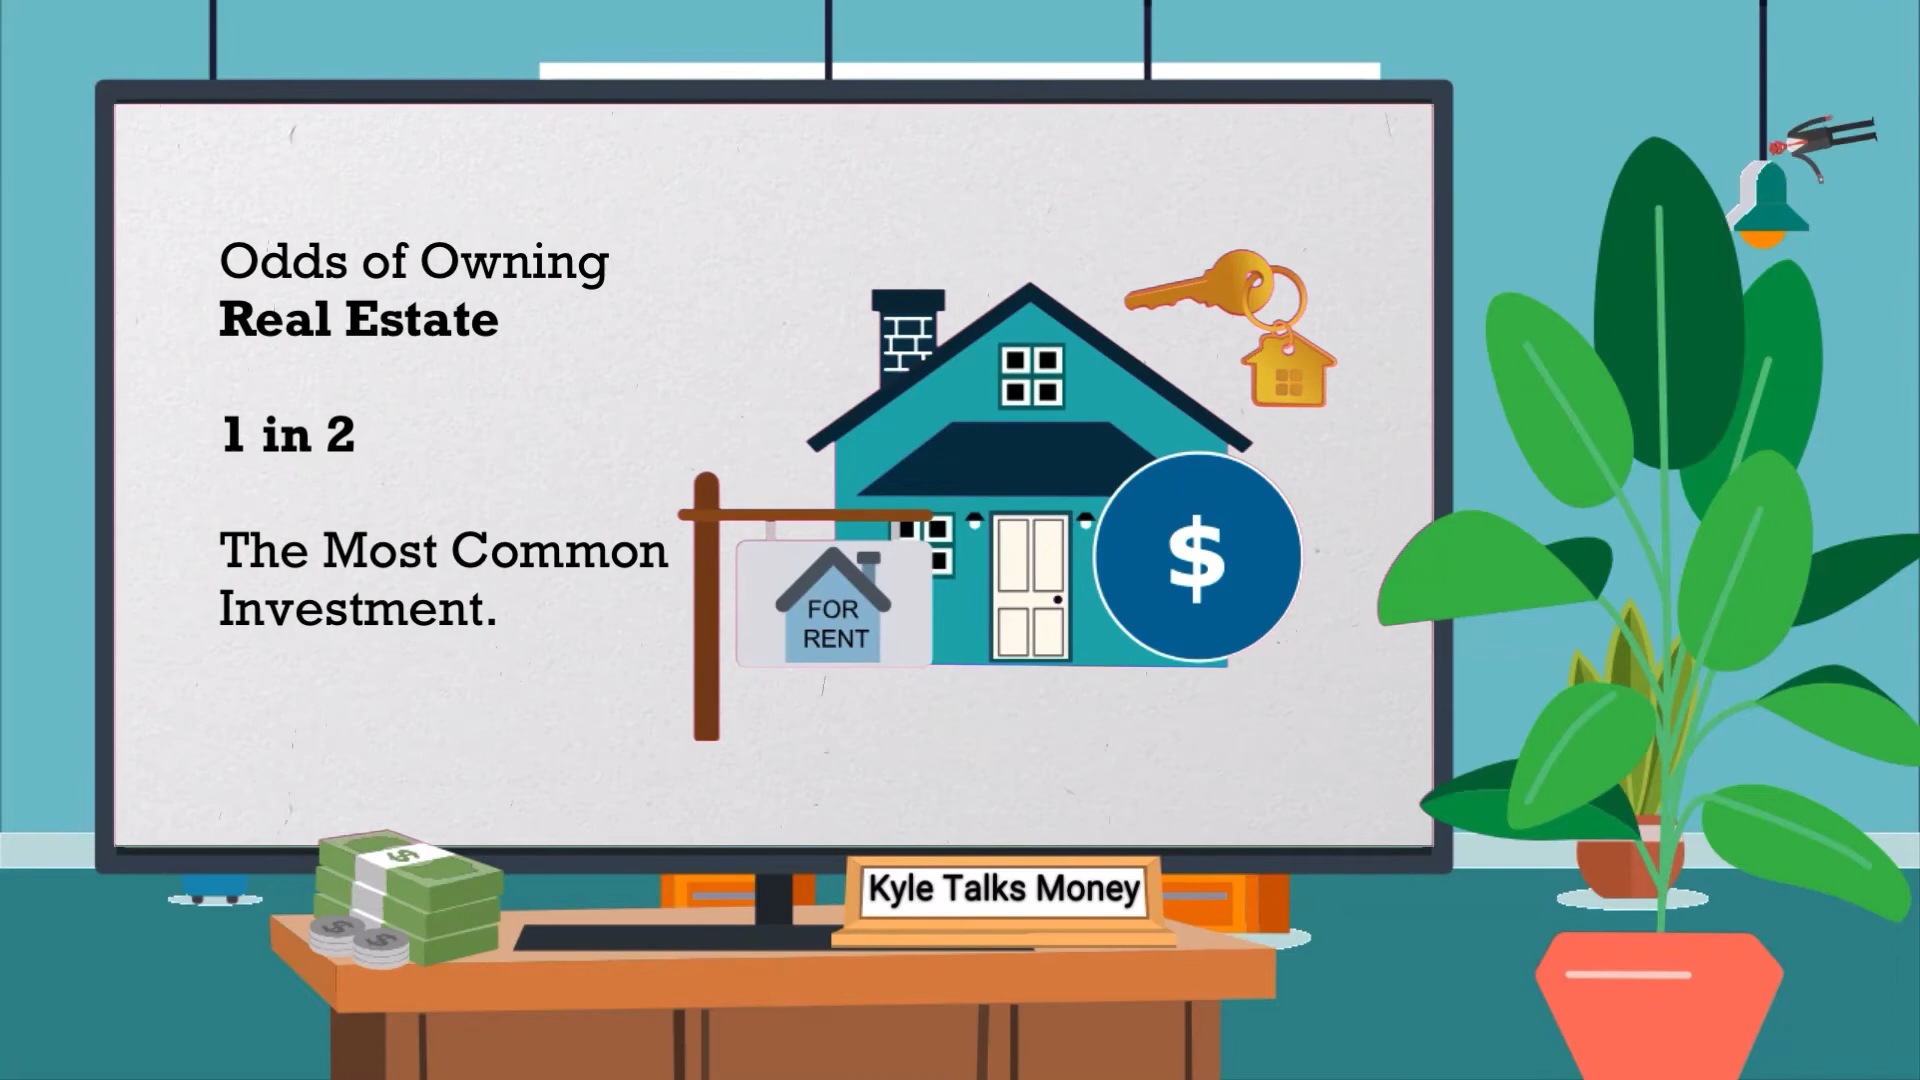 Odds of Owning
Real Estate
1 in 2
The Most Common
Investment.
$
FOR
RENT
Kyle Talks Money
$
$
$